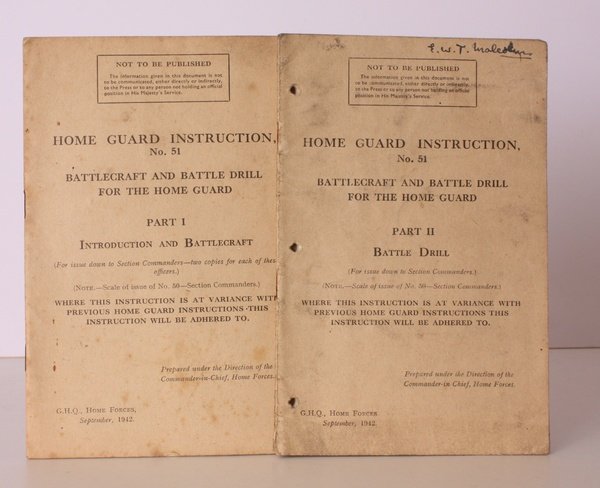 NOT TO BE PUBLISHED
The information given in this document is not
to be communicated, either directly or indirectly,
to the Press or to any person not holding an official
position in His Majesty's Service.
HOME GUARD INSTRUCTION,
No. 51
BATTLECRAFT AND BATTLE DRILL
FOR THE HOME GUARD
PART I
INTRODUCTION AND BATTLECRAFT
(For issue down to Section Commanders—two copies for each of thes
officers.)
(NOTE.—Scale of issue of No. 50—Section Commanders.)
WHERE THIS INSTRUCTION IS AT VARIANCE WITH
PREVIOUS HOME GUARD INSTRUCTIONS THIS
INSTRUCTION WILL BE ADHERED TO.
Prepared under the Direction of the
Commander-in-Chief, Home Forces.
G.H.Q., HOME FORCES,
September, 1942.
E. W. T. Malcolm
NOT TO BE PUBLISHED
The information given in this document is not
to be communicated, either directly or indirectly,
to the Press or to any person not holding an official
position in His Majesty's Service.
HOME GUARD INSTRUCTION,
No. 51
BATTLECRAFT AND BATTLE DRILL
FOR THE HOME GUARD
PART II
BATTLE DRILL
(For issue down to Section Commanders.)
(NOTE.—Scale of issue of No. 50—Section Commanders.)
WHERE THIS INSTRUCTION IS AT VARIANCE WITH
PREVIOUS HOME GUARD INSTRUCTIONS THIS
INSTRUCTION WILL BE ADHERED TO.
Prepared under the Direction of the
Commander-in Chief, Home Forces.
G.H.Q., HOME FORCES
September, 1942.